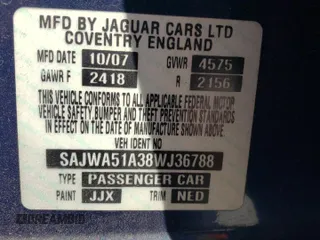 MFD BY JAGUAR CARS LTD
COVENTRY ENGLAND
MFD DATE 10/07 GVWR 4575
GAWR F 2418 R 2156
THIS VEHICLE CONFORMS TO ALL APPLICABLE FEDERAL MOTOR
VEHICLE SAFETY, BUMPER AND THEFT PREVENTION
STANDARDS IN EFFECT ON THE DATE OF
MANUFACTURE SHOWN ABOVE
VEH IDENT NO
SAJWA51A38WJ36788
TYPE PASSENGER CAR
PAINT JJX TRIM NED
© IDREAMOID